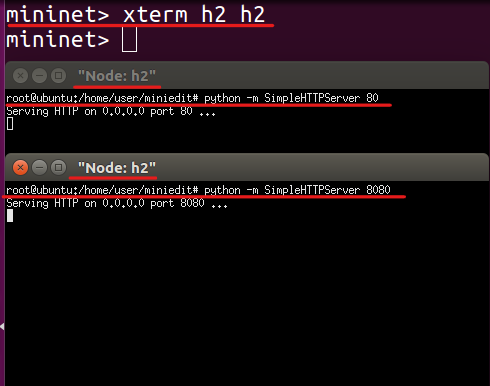 mininet> xterm h2 h2
mininet>
"Node: h2"
root@ubuntu:/home/user/miniedit# python -m SimpleHTTPServer 80
Serving HTTP on 0.0.0.0 port 80 ...
"Node: h2"
root@ubuntu:/home/user/miniedit# python -m SimpleHTTPServer 8080
Serving HTTP on 0.0.0.0 port 8080 ...